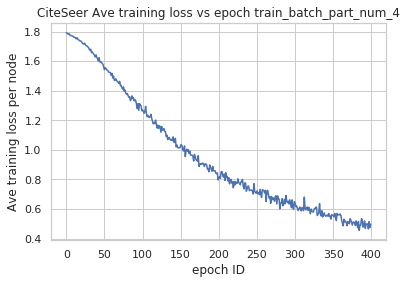 CiteSeer Ave training loss vs epoch train_batch_part_num_4
1.8
1.6
1.4
1.2
1.0
0.8
0.6
0.4
Ave training loss per node
0 50 100 150 200 250 300 350 400
epoch ID